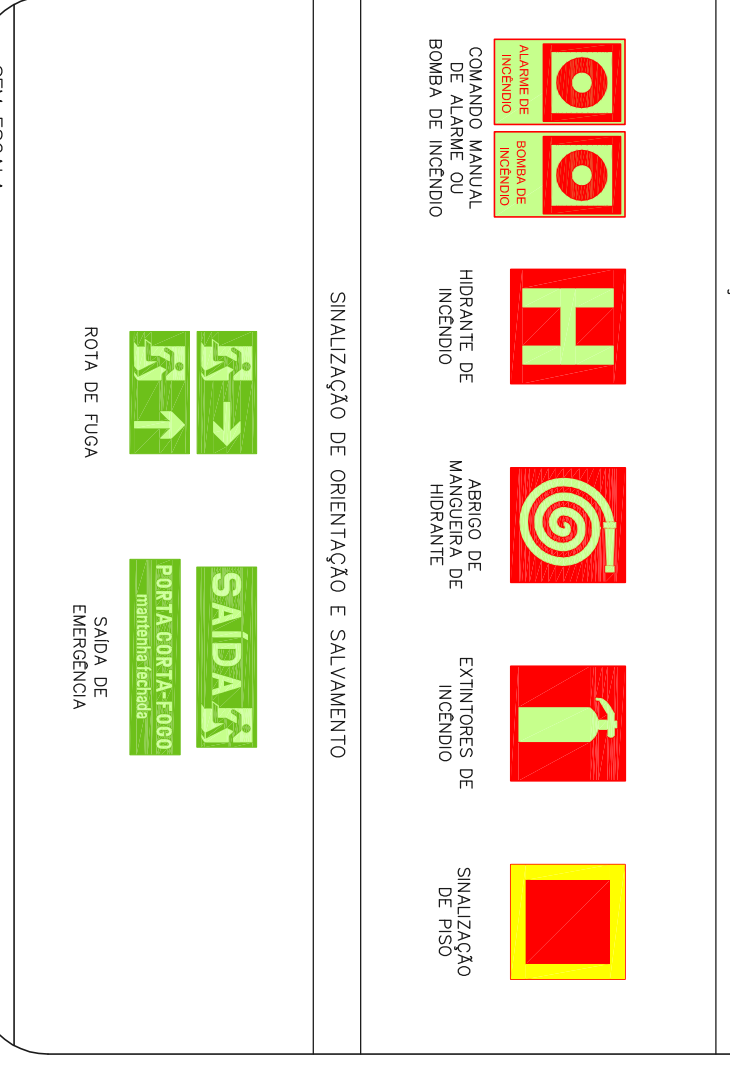 ALARME DE
INCÊNDIO
BOMBA DE
INCÊNDIO
COMANDO MANUAL
DE ALARME OU
BOMBA DE INCÊNDIO
H
HIDRANTE DE
INCÊNDIO
ABRIGO DE
MANGUEIRA DE
HIDRANTE
EXTINTORES DE
INCÊNDIO
SINALIZAÇÃO
DE PISO
SINALIZAÇÃO DE ORIENTAÇÃO E SALVAMENTO
ROTA DE FUGA
SAÍDA
PORTA CORTA-FOGO
mantenha fechada
SAÍDA DE
EMERGÊNCIA